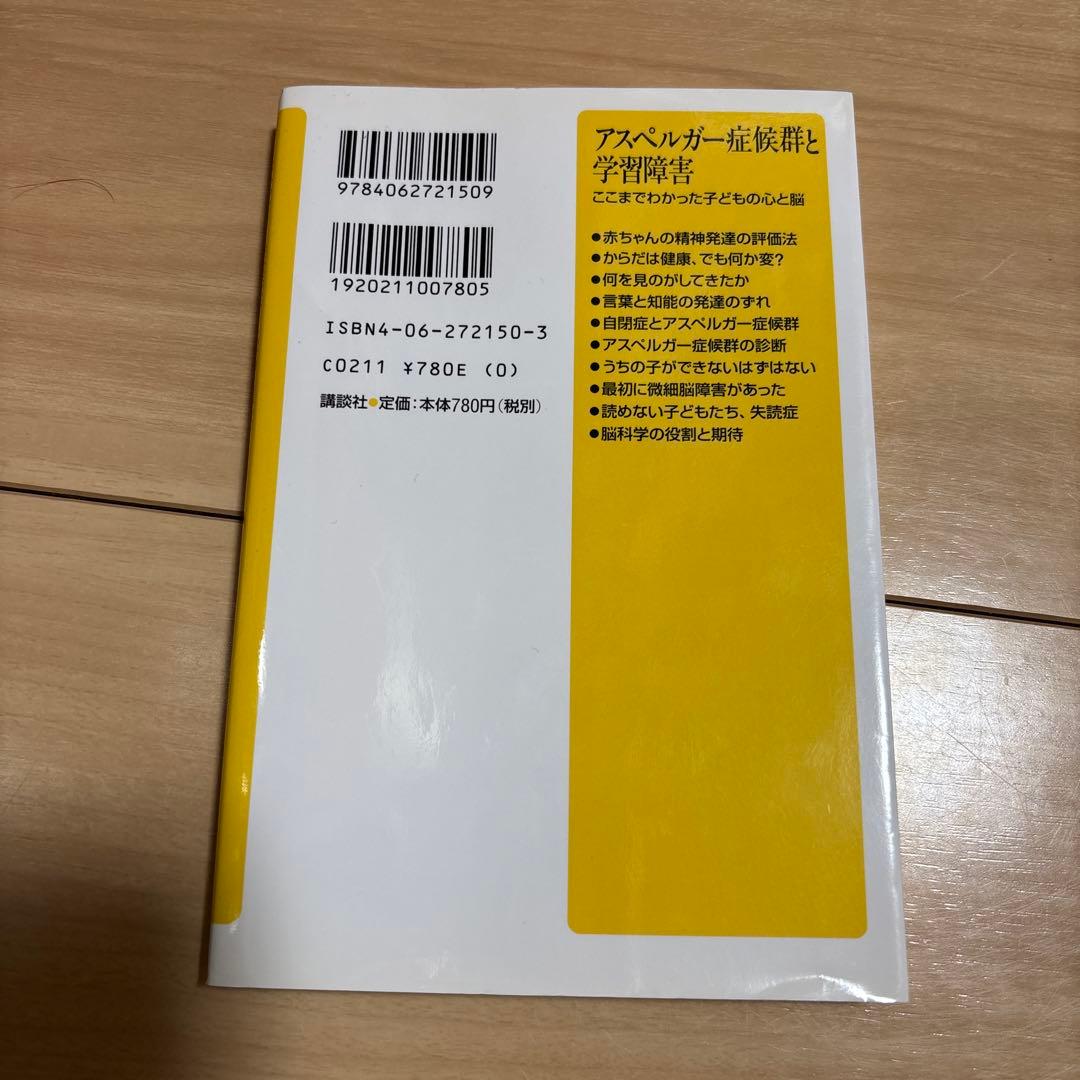 9784062721509
1920211007805
ISBN4-06-272150-3
C0211 ¥780E (0)
講談社●定価:本体780円(税別)
アスペルガー症候群と
学習障害
ここまでわかった子どもの心と脳
●赤ちゃんの精神発達の評価法
●からだは健康、でも何か変?
●何を見のがしてきたか
●言葉と知能の発達のずれ
●自閉症とアスペルガー症候群
●アスペルガー症候群の診断
●うちの子ができないはずはない
●最初に微細脳障害があった
●読めない子どもたち、失読症
●脳科学の役割と期待